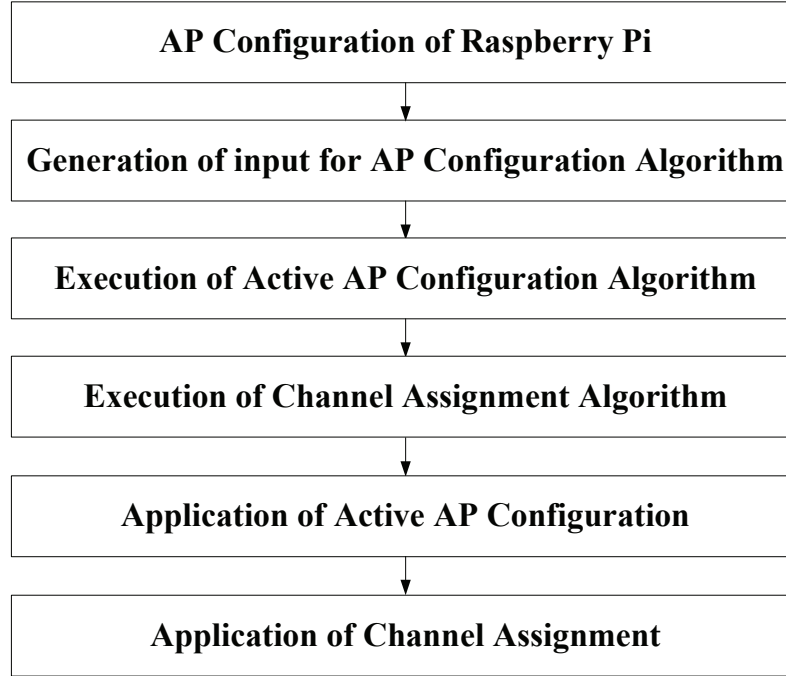 AP Configuration of Raspberry Pi
Generation of input for AP Configuration Algorithm
Execution of Active AP Configuration Algorithm
Execution of Channel Assignment Algorithm
Application of Active AP Configuration
Application of Channel Assignment